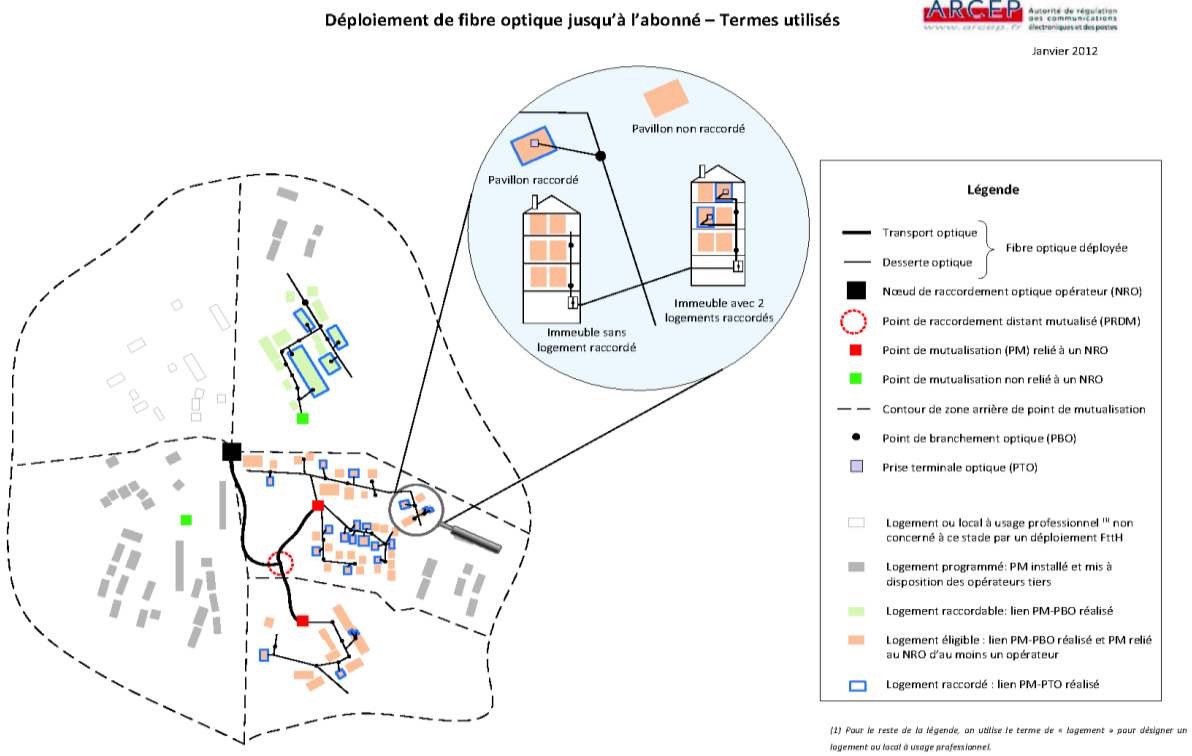 Déploiement de fibre optique jusqu'à l'abonné – Termes utilisés
ARCEP
Autorité de régulation
des communications
électroniques et des postes
www.arcep.fr
Janvier 2012
Pavillon non raccordé
Pavillon raccordé
Immeuble sans
logement raccordé
Immeuble avec 2
logements raccordés
Légende
Transport optique
Desserte optique
Fibre optique déployée
Nœud de raccordement optique opérateur (NRO)
Point de raccordement distant mutualisé (PRDM)
Point de mutualisation (PM) relié à un NRO
Point de mutualisation non relié à un NRO
Contour de zone arrière de point de mutualisation
Point de branchement optique (PBO)
Prise terminale optique (PTO)
Logement ou local à usage professionnel (1) non
concerné à ce stade par un déploiement FttH
Logement programmé: PM installé et mis à
disposition des opérateurs tiers
Logement raccordable: lien PM-PBO réalisé
Logement éligible : lien PM-PBO réalisé et PM relié
au NRO d'au moins un opérateur
Logement raccordé : lien PM-PTO réalisé
(1) Pour le reste de la légende, on utilise le terme de « logement » pour désigner un
logement ou local à usage professionnel.